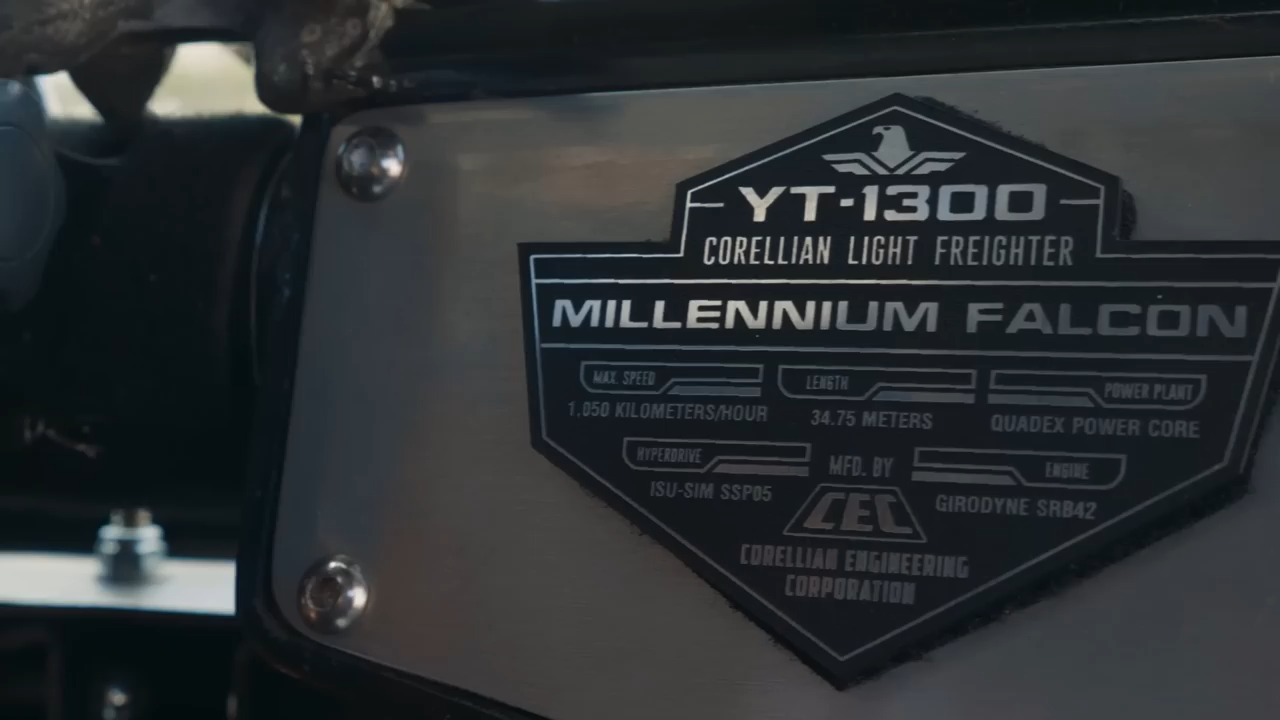 YT-1300
CORELLIAN LIGHT FREIGHTER
MILLENNIUM FALCON
MAX. SPEED
1,050 KILOMETERS/HOUR
LENGTH
34.75 METERS
POWER PLANT
QUADEX POWER CORE
HYPERDRIVE
ISU-SIM SSP05
MFD. BY
CEC
CORELLIAN ENGINEERING
CORPORATION
ENGINE
GIRODYNE SRB42